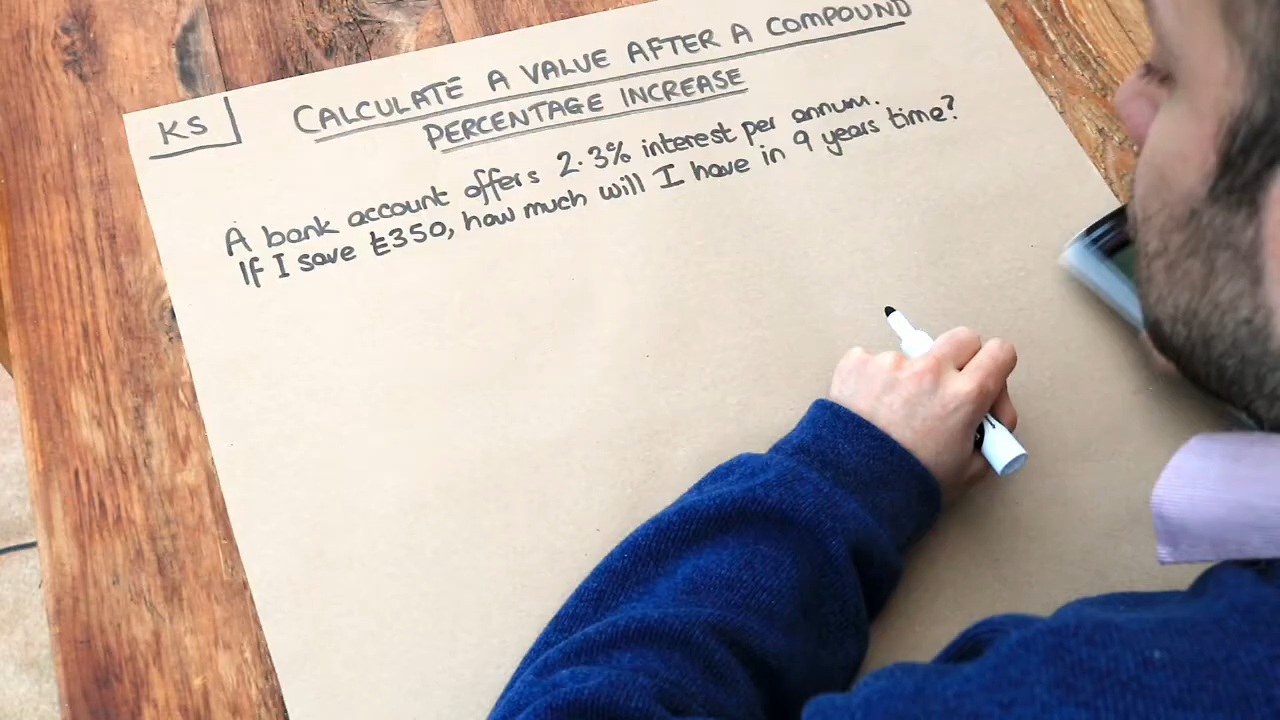 KS
CALCULATE A VALUE AFTER A COMPOUND
PERCENTAGE INCREASE
A bank account offers 2.3% interest per annum.
If I save £350, how much will I have in 9 years time?